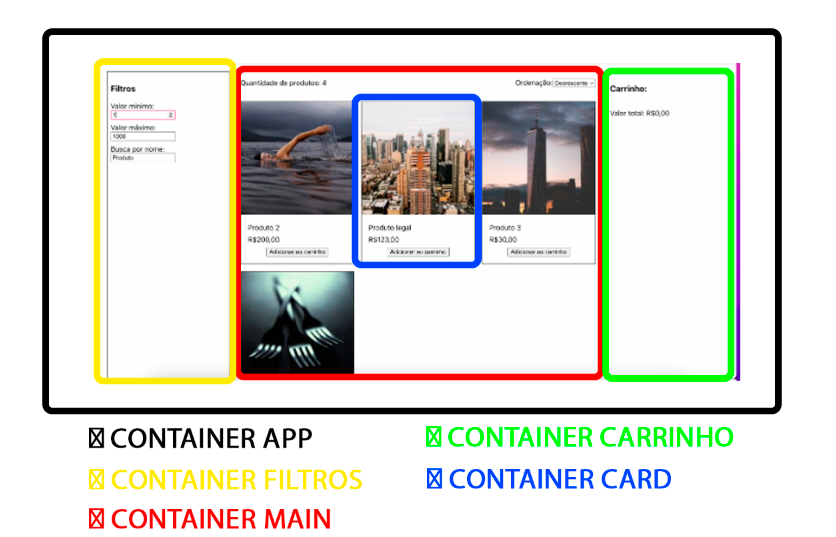 Filtros
Valor mínimo:
1
Valor máximo:
1000
Busca por nome:
Produto
Quantidade de produtos: 4
Ordenação: Decrescente
Produto 2
R$200,00
Adicionar ao carrinho
Produto legal
R$123,00
Adicionar ao carrinho
Produto 3
R$30,00
Adicionar ao carrinho
Carrinho:
Valor total: R$0,00
CONTAINER APP
CONTAINER FILTROS
CONTAINER MAIN
CONTAINER CARRINHO
CONTAINER CARD